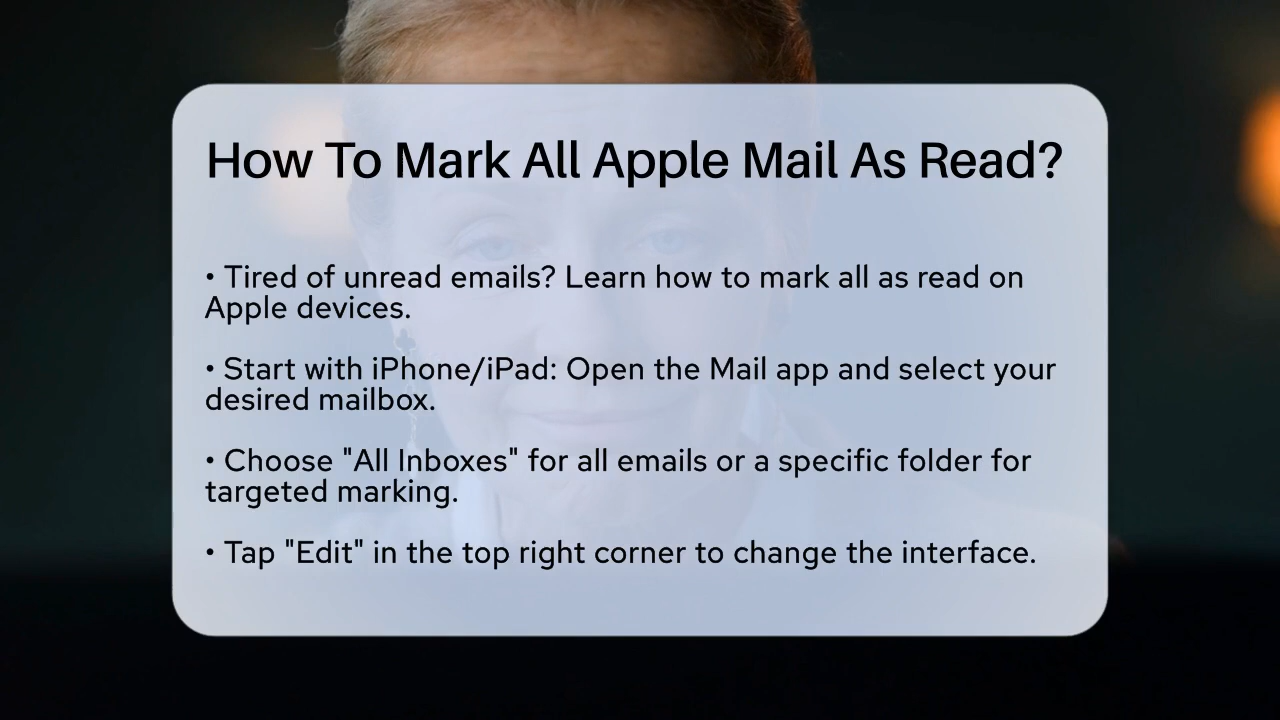 How To Mark All Apple Mail As Read?
• Tired of unread emails? Learn how to mark all as read on
Apple devices.
• Start with iPhone/iPad: Open the Mail app and select your
desired mailbox.
• Choose "All Inboxes" for all emails or a specific folder for
targeted marking.
• Tap "Edit" in the top right corner to change the interface.